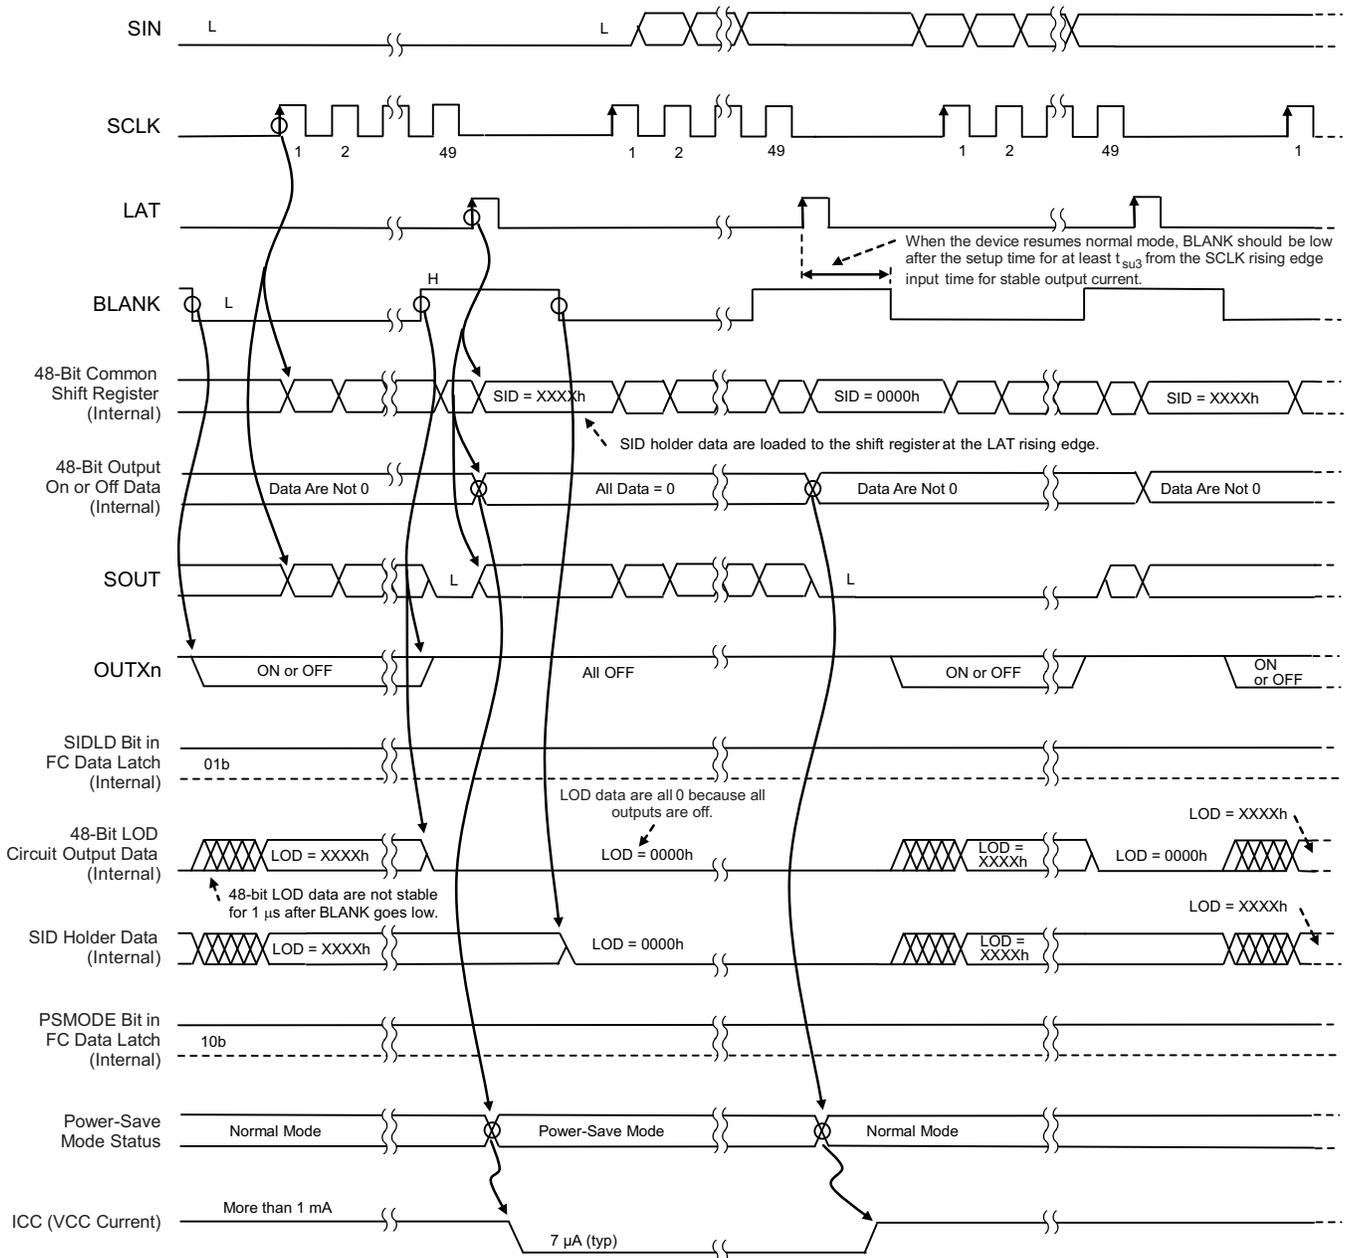 SIN
L
L
SCLK
1
2
49
1
2
49
1
2
49
1
LAT
When the device resumes normal mode, BLANK should be low
after the setup time for at least tsu3 from the SCLK rising edge
input time for stable output current.
BLANK
L
H
48-Bit Common
Shift Register
(Internal)
SID = XXXXh
SID = 0000h
SID = XXXXh
SID holder data are loaded to the shift register at the LAT rising edge.
48-Bit Output
On or Off Data
(Internal)
Data Are Not 0
All Data = 0
Data Are Not 0
Data Are Not 0
SOUT
L
L
OUTXn
ON or OFF
All OFF
ON or OFF
ON
or OFF
SIDLD Bit in
FC Data Latch
(Internal)
01b
LOD data are all 0 because all
outputs are off.
48-Bit LOD
Circuit Output Data
(Internal)
LOD = XXXXh
LOD = 0000h
LOD =
XXXXh
LOD = 0000h
LOD = XXXXh
48-bit LOD data are not stable
for 1 µs after BLANK goes low.
SID Holder Data
(Internal)
LOD = XXXXh
LOD = 0000h
LOD =
XXXXh
LOD = XXXXh
PSMODE Bit in
FC Data Latch
(Internal)
10b
Power-Save
Mode Status
Normal Mode
Power-Save Mode
Normal Mode
ICC (VCC Current)
More than 1 mA
7 µA (typ)